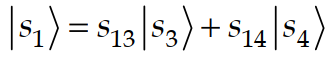 |s₁⟩ = s₁₃|s₃⟩ + s₁₄|s₄⟩